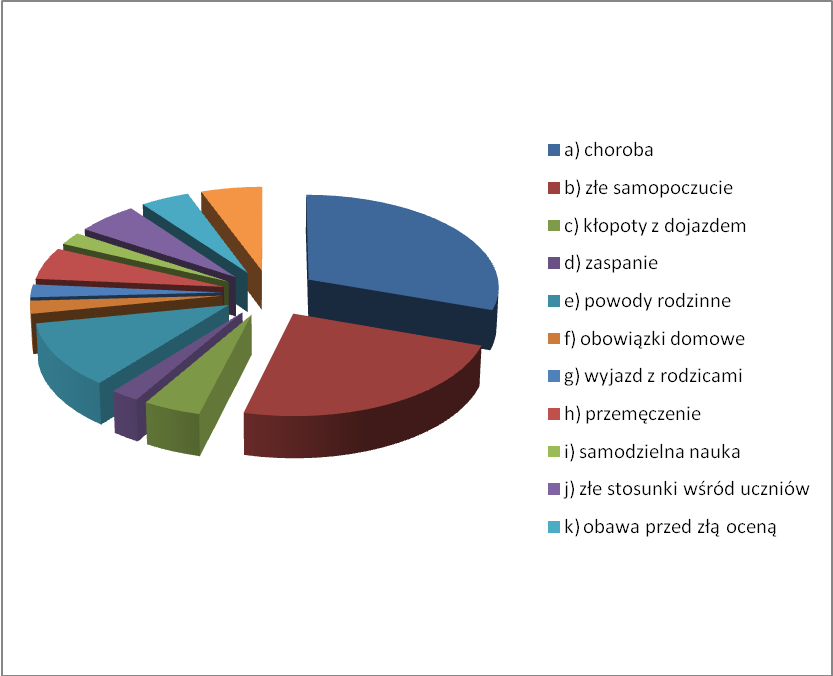 a) choroba
b) złe samopoczucie
c) kłopoty z dojazdem
d) zaspanie
e) powody rodzinne
f) obowiązki domowe
g) wyjazd z rodzicami
h) przemęczenie
i) samodzielna nauka
j) złe stosunki wśród uczniów
k) obawa przed złą oceną